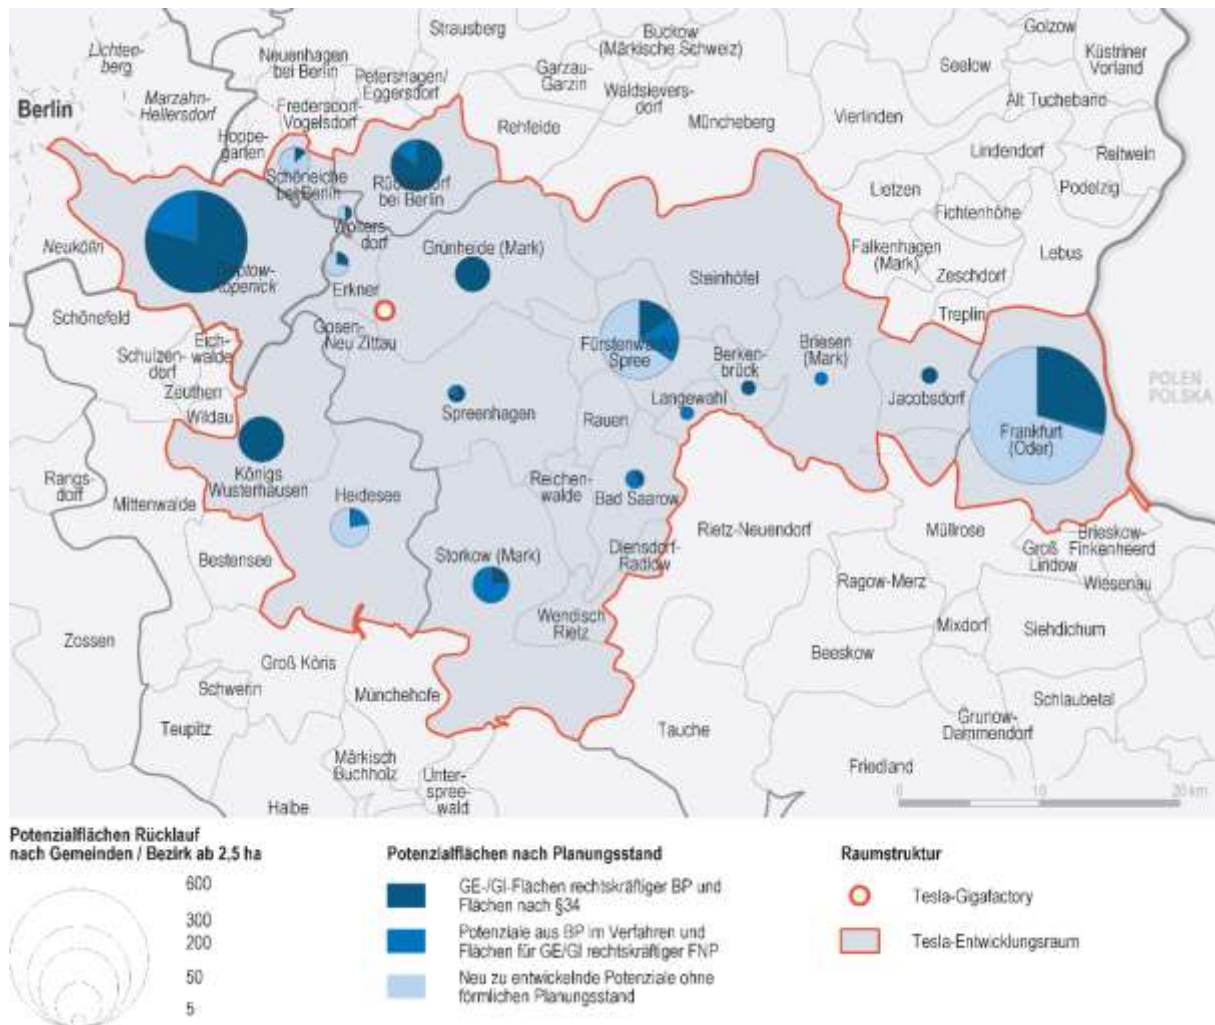 Strausberg
Buckow
(Märkische Schweiz)
Golzow
Küstriner
Vorland
Lichten-
berg
Neuenhagen
bei Berlin
Petershagen/
Eggersdorf
Garzau-
Garzin
Waldsievers-
dorf
Seelow
Alt Tucheband
Berlin
Marzahn-
Hellersdorf
Fredersdorf-
Vogelsdorf
Rehfelde
Müncheberg
Vierlinden
Hoppe-
garten
Lindendorf
Reitwein
Schöneiche
bei Berlin
Rüdersdorf
bei Berlin
Lietzen
Podelzig
Fichtenhöhe
Wolters-
dorf
Neukölln
Treptow-
Köpenick
Grünheide (Mark)
Steinhöfel
Falkenhagen
(Mark)
Lebus
Zeschdorf
Erkner
Treplin
Schönefeld
Gosen-
Neu Zittau
Eich-
walde
Schulzen-
dorf
Zeuthen
Wildau
Fürstenwalde/
Spree
Berken-
brück
Briesen
(Mark)
Langewahl
Jacobsdorf
POLEN
POLSKA
Spreenhagen
Rauen
Frankfurt
(Oder)
Königs
Wusterhausen
Rangs-
dorf
Mittenwalde
Heidesee
Reichen-
walde
Bad Saarow
Rietz-Neuendorf
Müllrose
Brieskow-
Finkenheerd
Groß
Lindow
Wiesenau
Bestensee
Storkow (Mark)
Diensdorf-
Radlow
Ragow-Merz
Wendisch
Rietz
Mixdorf
Siehdichum
Zossen
Groß Köris
Beeskow
Schwerin
Münchehofe
Schlaubetal
Teupitz
Tauche
Grunow-
Dammendorf
Märkisch
Buchholz
Unter-
spree-
wald
Friedland
Halbe
0 10 20 km
Potenzialflächen Rücklauf
nach Gemeinden / Bezirk ab 2,5 ha
600
300
200
50
5
Potenzialflächen nach Planungsstand
GE-/GI-Flächen rechtskräftiger BP und
Flächen nach §34
Potenziale aus BP im Verfahren und
Flächen für GE/GI rechtskräftiger FNP
Neu zu entwickelnde Potenziale ohne
förmlichen Planungsstand
Raumstruktur
Tesla-Gigafactory
Tesla-Entwicklungsraum